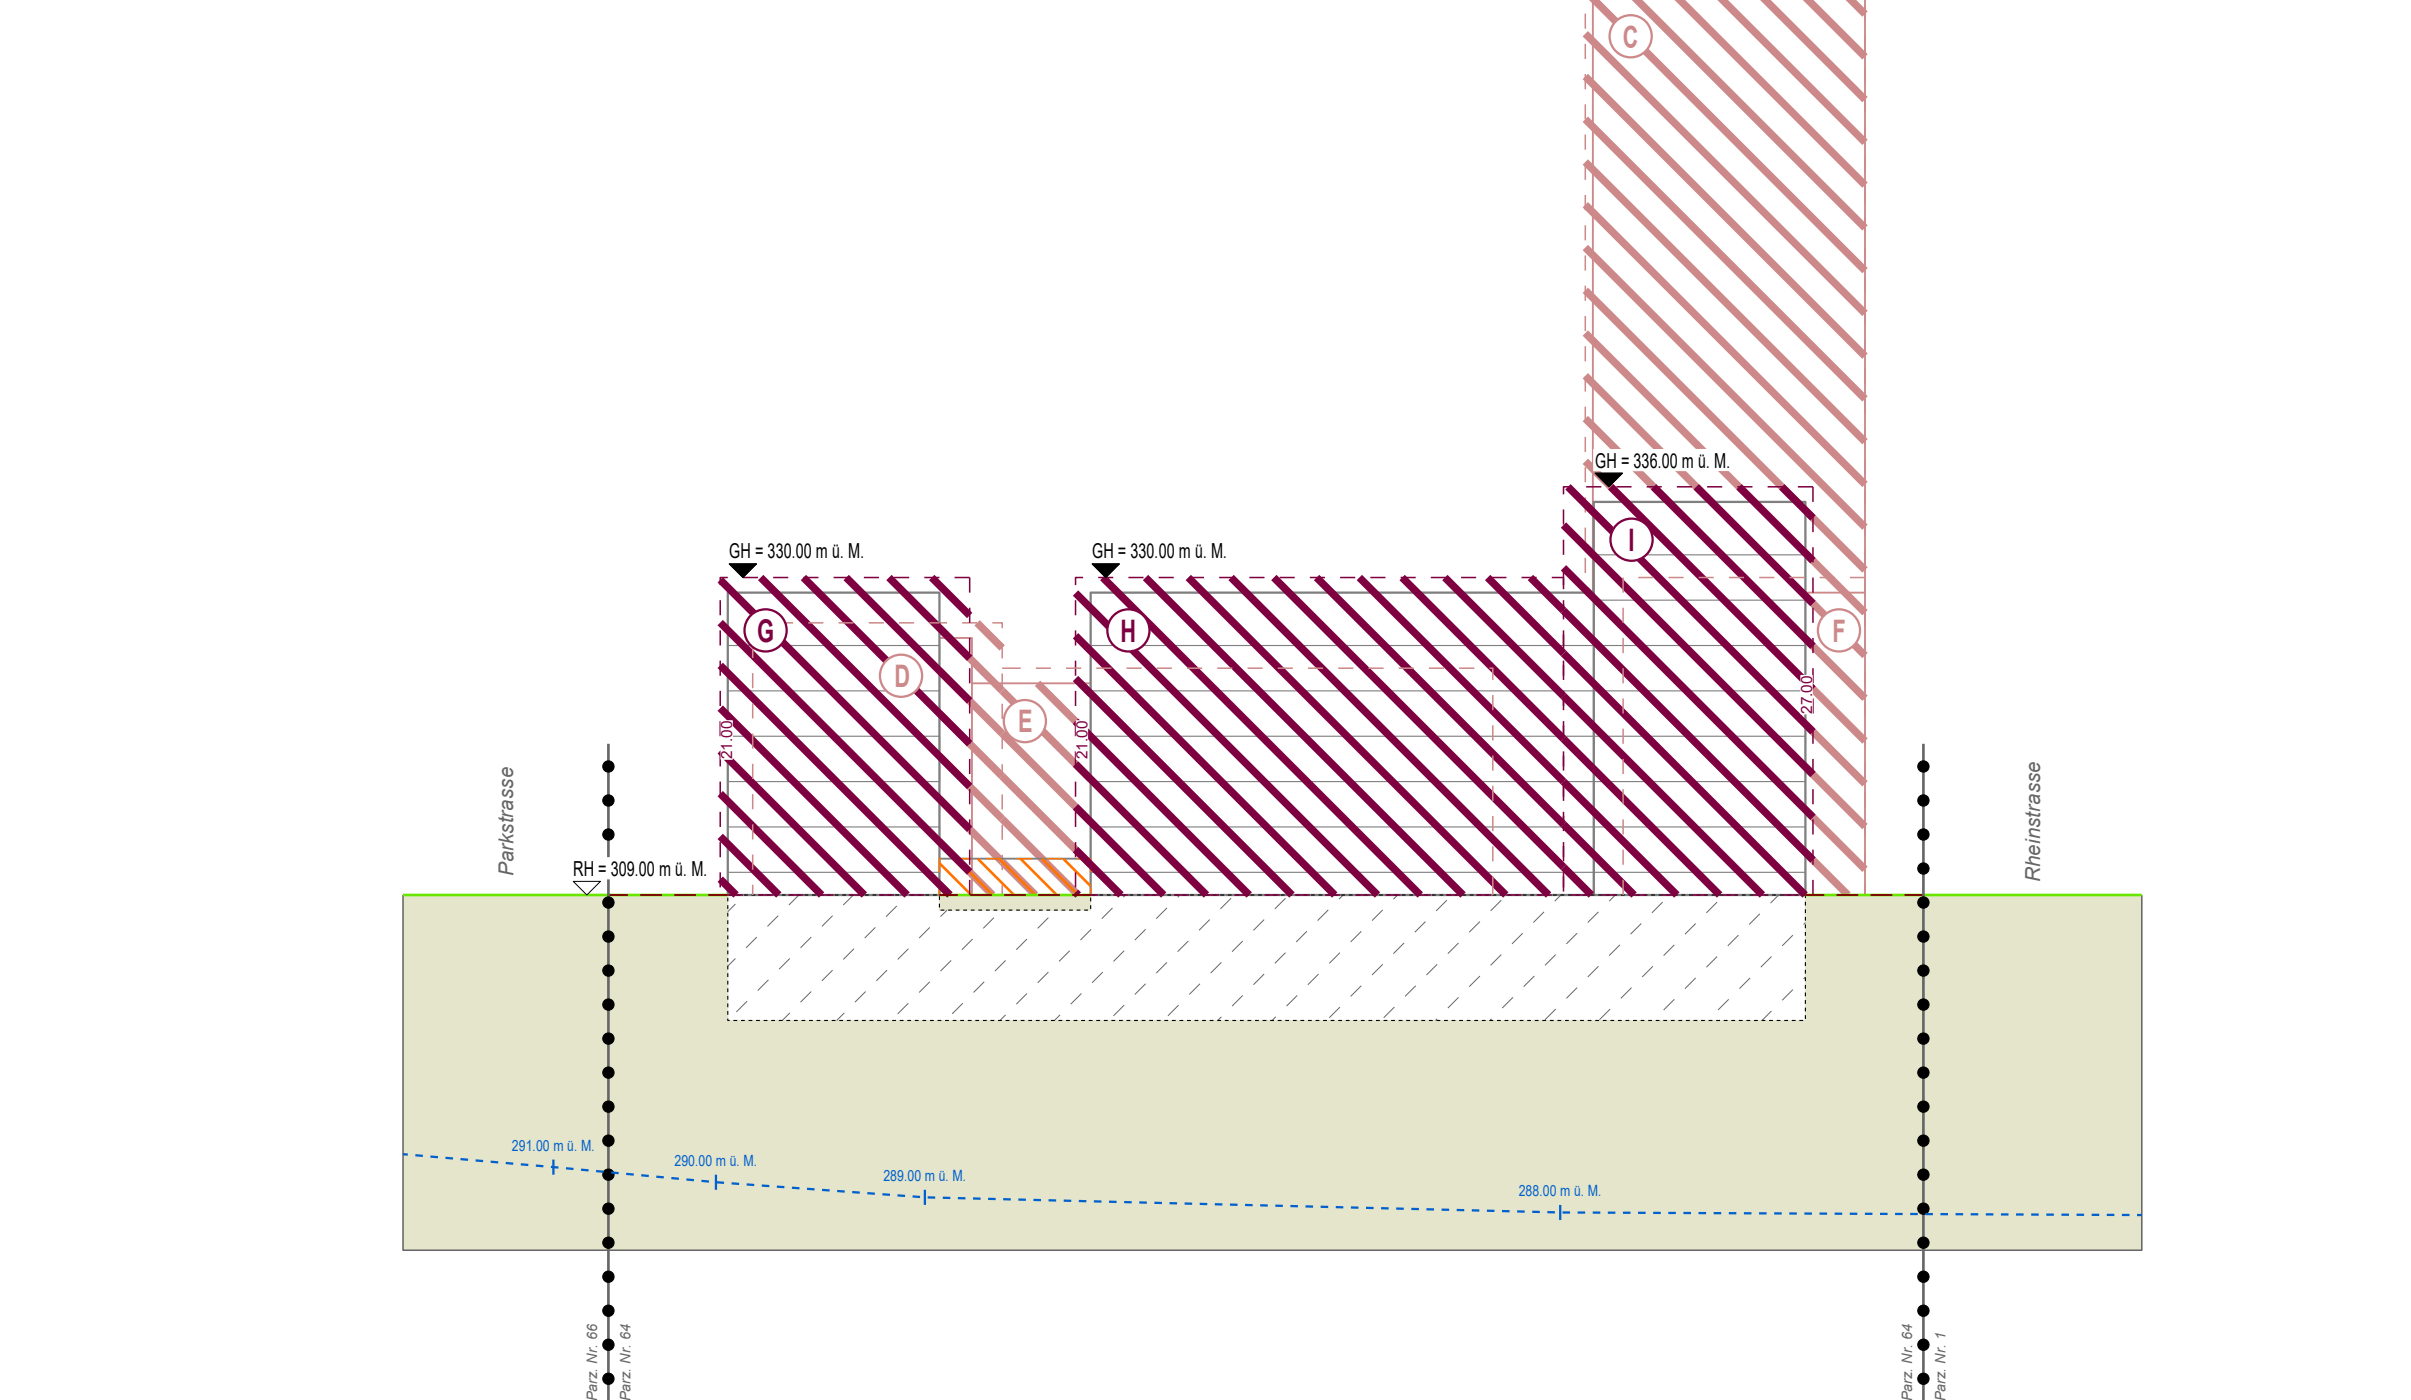 C
GH = 336.00 m ü. M.
I
GH = 330.00 m ü. M.
GH = 330.00 m ü. M.
G
H
F
D
E
27.00
21.00
21.00
Parkstrasse
Rheinstrasse
RH = 309.00 m ü. M.
291.00 m ü. M.
290.00 m ü. M.
289.00 m ü. M.
288.00 m ü. M.
Parz. Nr. 66
Parz. Nr. 64
Parz. Nr. 64
Parz. Nr. 1